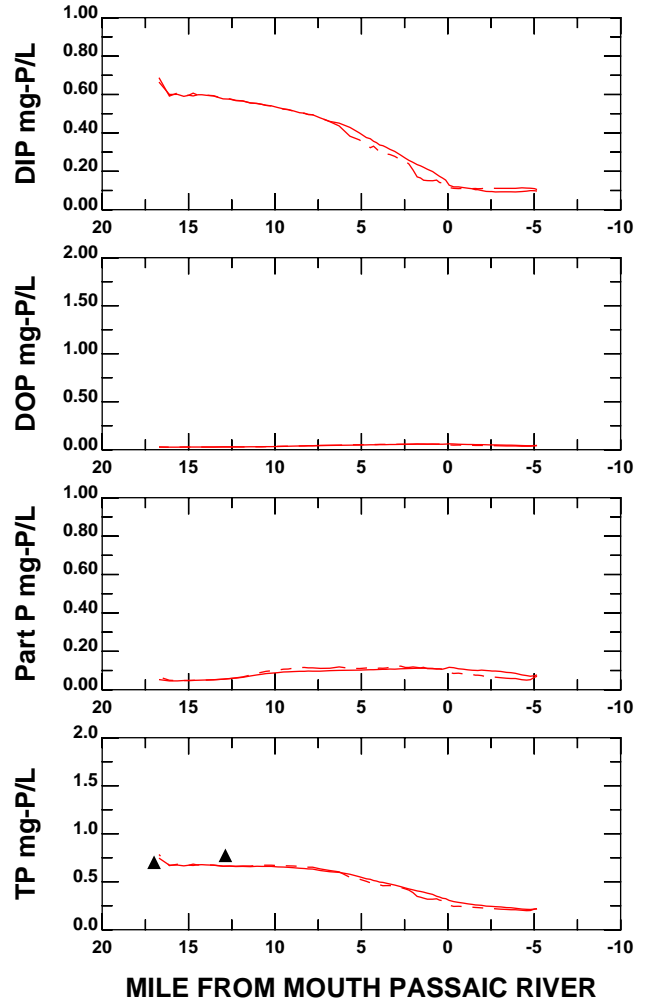 DIP mg-P/L
1.00
0.80
0.60
0.40
0.20
0.00
20 15 10 5 0 -5 -10
DOP mg-P/L
2.00
1.50
1.00
0.50
0.00
20 15 10 5 0 -5 -10
Part P mg-P/L
1.00
0.80
0.60
0.40
0.20
0.00
20 15 10 5 0 -5 -10
TP mg-P/L
2.0
1.5
1.0
0.5
0.0
20 15 10 5 0 -5 -10
MILE FROM MOUTH PASSAIC RIVER